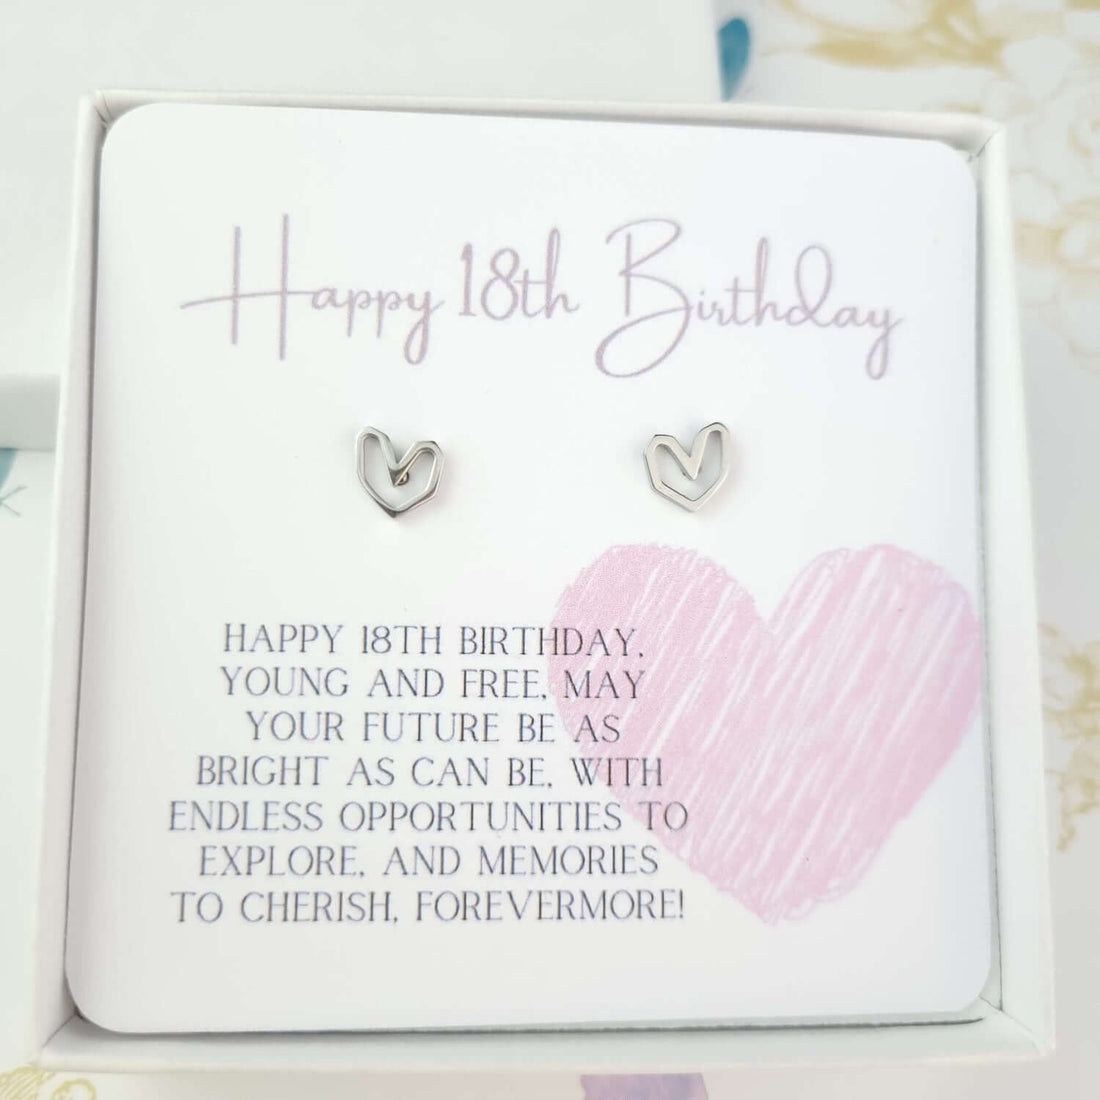 Happy 18th Birthday
HAPPY 18TH BIRTHDAY,
YOUNG AND FREE, MAY
YOUR FUTURE BE AS
BRIGHT AS CAN BE, WITH
ENDLESS OPPORTUNITIES TO
EXPLORE, AND MEMORIES
TO CHERISH, FOREVERMORE!